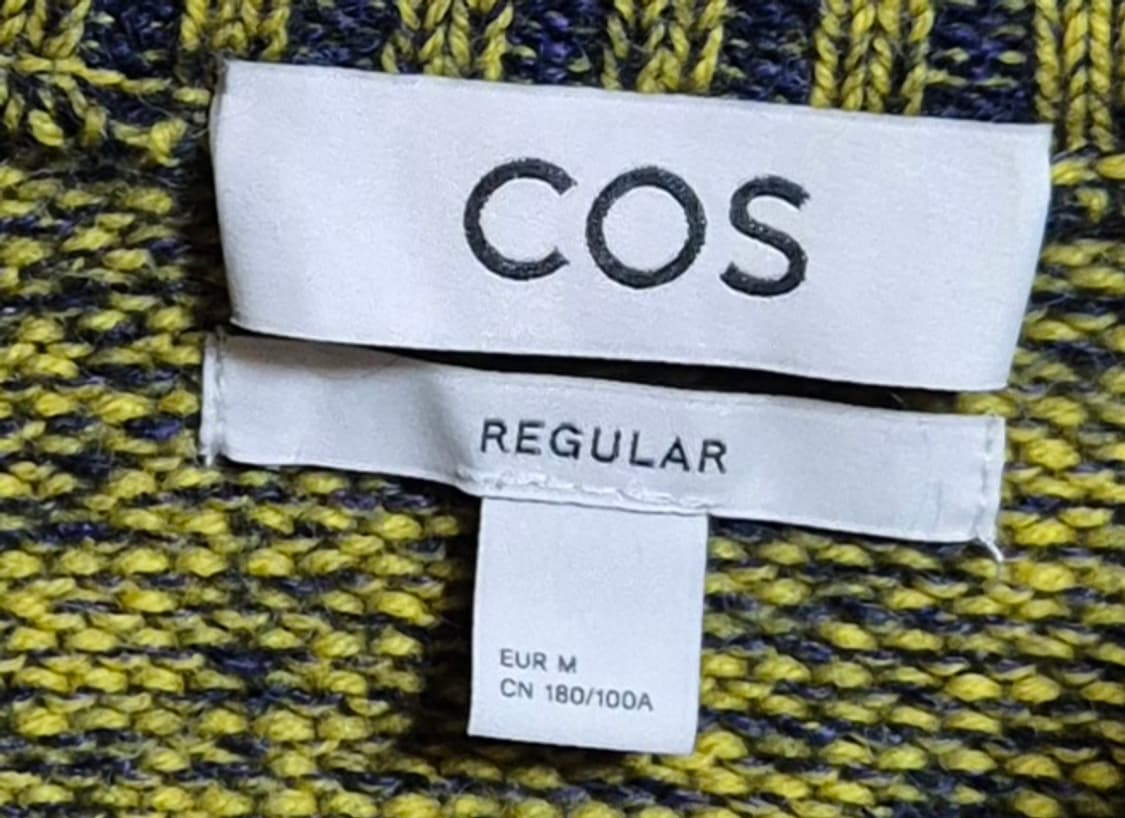 COS
REGULAR
EUR M
CN 180/100A